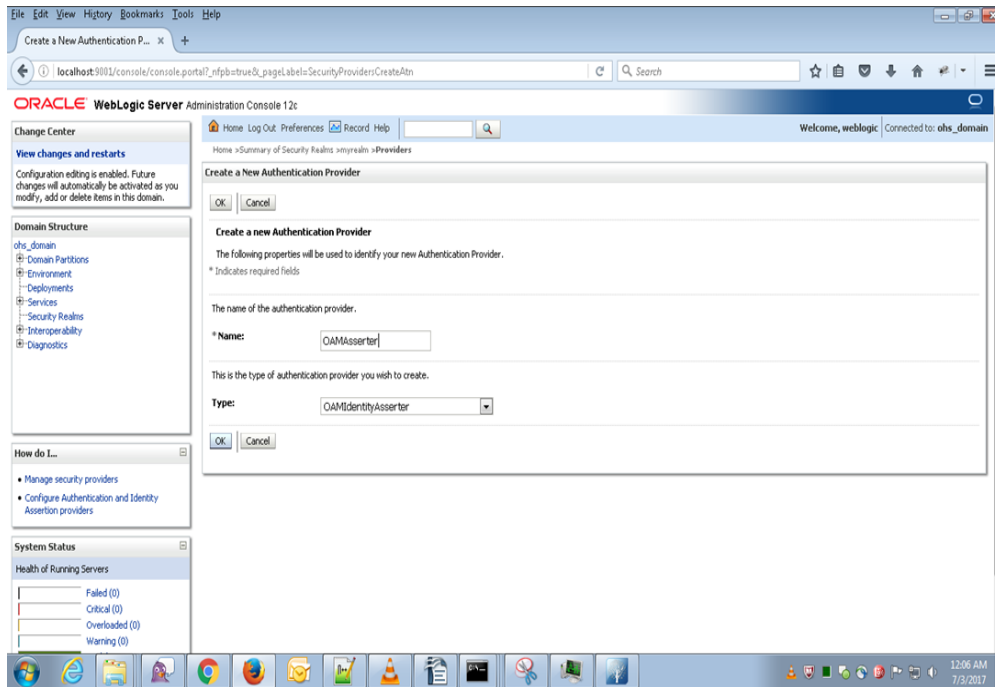 File Edit View History Bookmarks Tools Help
Create a New Authentication P... × +
localhost:9001/console/console.portal?_nfpb=true&_pageLabel=SecurityProvidersCreateAtn
Search
ORACLE WebLogic Server Administration Console 12c
Change Center
View changes and restarts
Configuration editing is enabled. Future
changes will automatically be activated as you
modify, add or delete items in this domain.
Domain Structure
ohs_domain
Domain Partitions
Environment
Deployments
Services
Security Realms
Interoperability
Diagnostics
How do I...
Manage security providers
Configure Authentication and Identity
Assertion providers
System Status
Health of Running Servers
Failed (0)
Critical (0)
Overloaded (0)
Warning (0)
Home Log Out Preferences Record Help
Welcome, weblogic Connected to: ohs_domain
Home >Summary of Security Realms >myrealm >Providers
Create a New Authentication Provider
OK Cancel
Create a new Authentication Provider
The following properties will be used to identify your new Authentication Provider.
* Indicates required fields
The name of the authentication provider.
* Name: OAMAsserter
This is the type of authentication provider you wish to create.
Type: OAMIdentityAsserter
OK Cancel
12:06 AM
7/3/2017